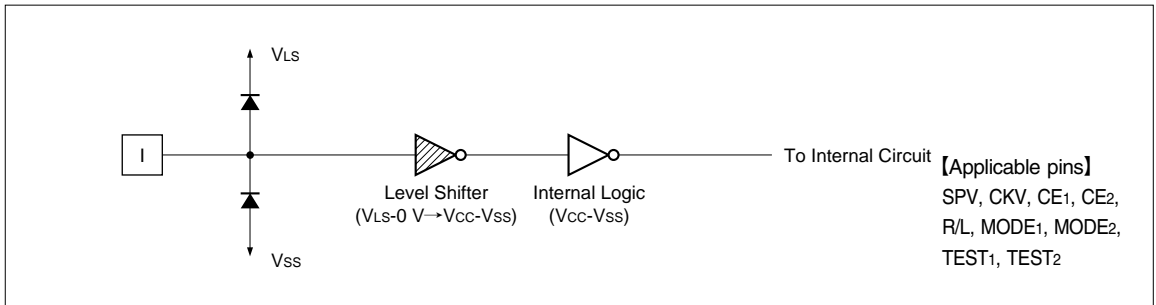 VLS
I
To Internal Circuit
Level Shifter
(VLS-0 V→VCC-VSS)
Internal Logic
(VCC-VSS)
VSS
【Applicable pins】
SPV, CKV, CE1, CE2,
R/L, MODE1, MODE2,
TEST1, TEST2